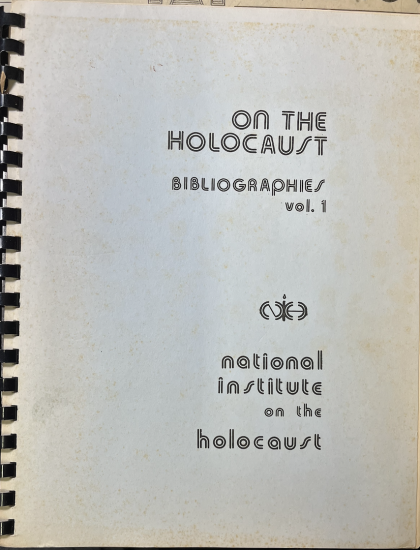 ON THE
HOLOCAUST
BIBLIOGRAPHIES
vol. 1
national
institute
on the
holocaust